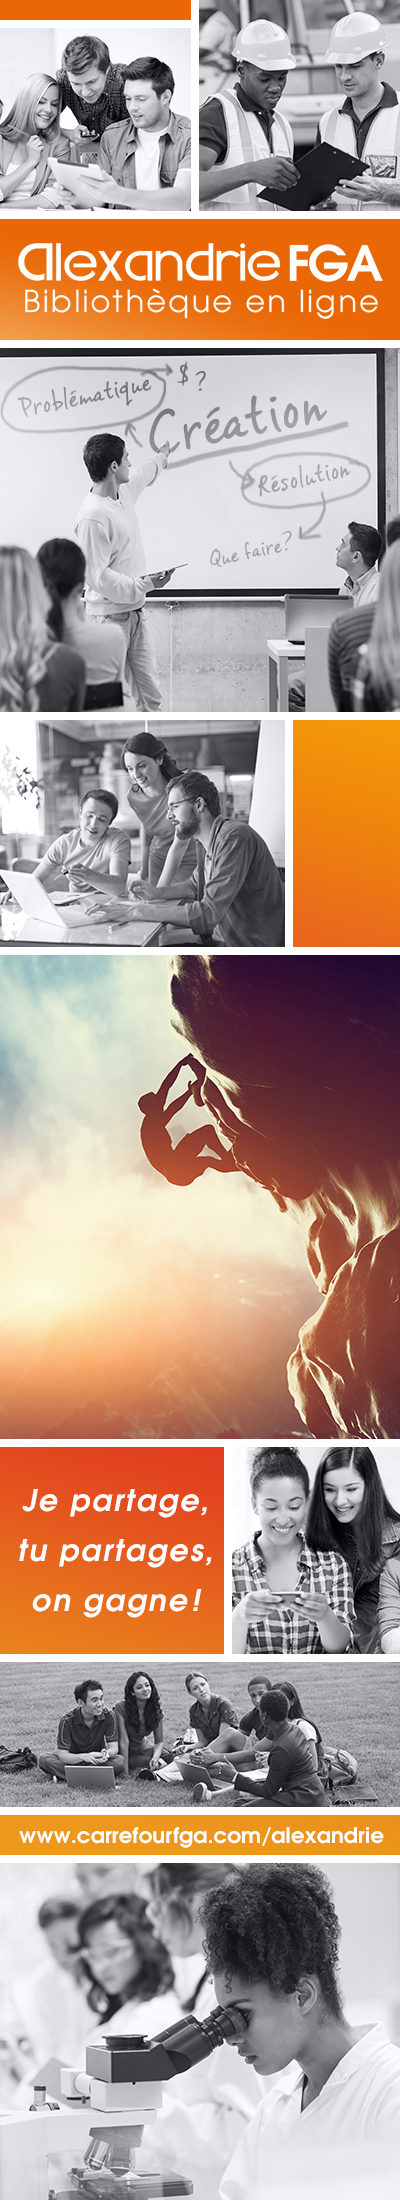 alexandrie FGA
Bibliothèque en ligne
Problématique $ ?
Création
Résolution
Que faire?
Je partage,
tu partages,
on gagne!
www.carrefourfga.com/alexandrie